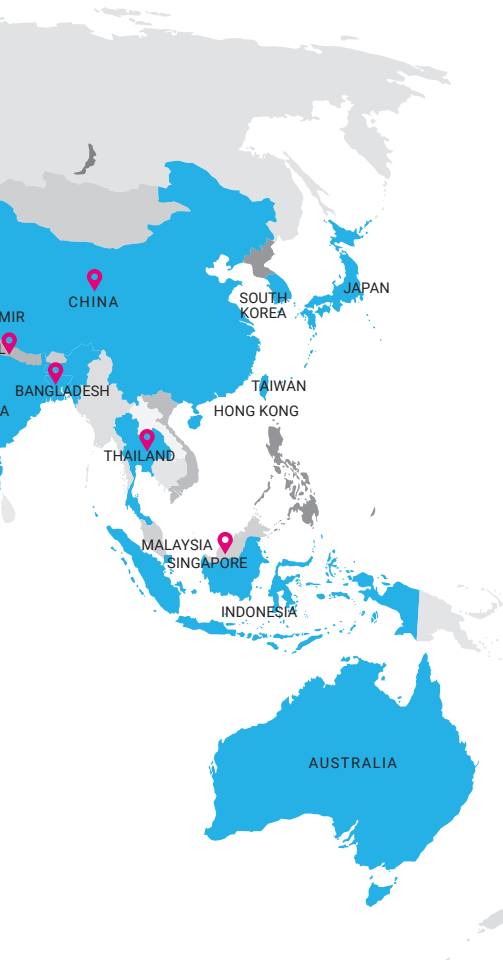 JAPAN
CHINA
SOUTH
KOREA
MIR
L
TAIWAN
BANGLADESH
A
HONG KONG
THAILAND
MALAYSIA
SINGAPORE
INDONESIA
AUSTRALIA